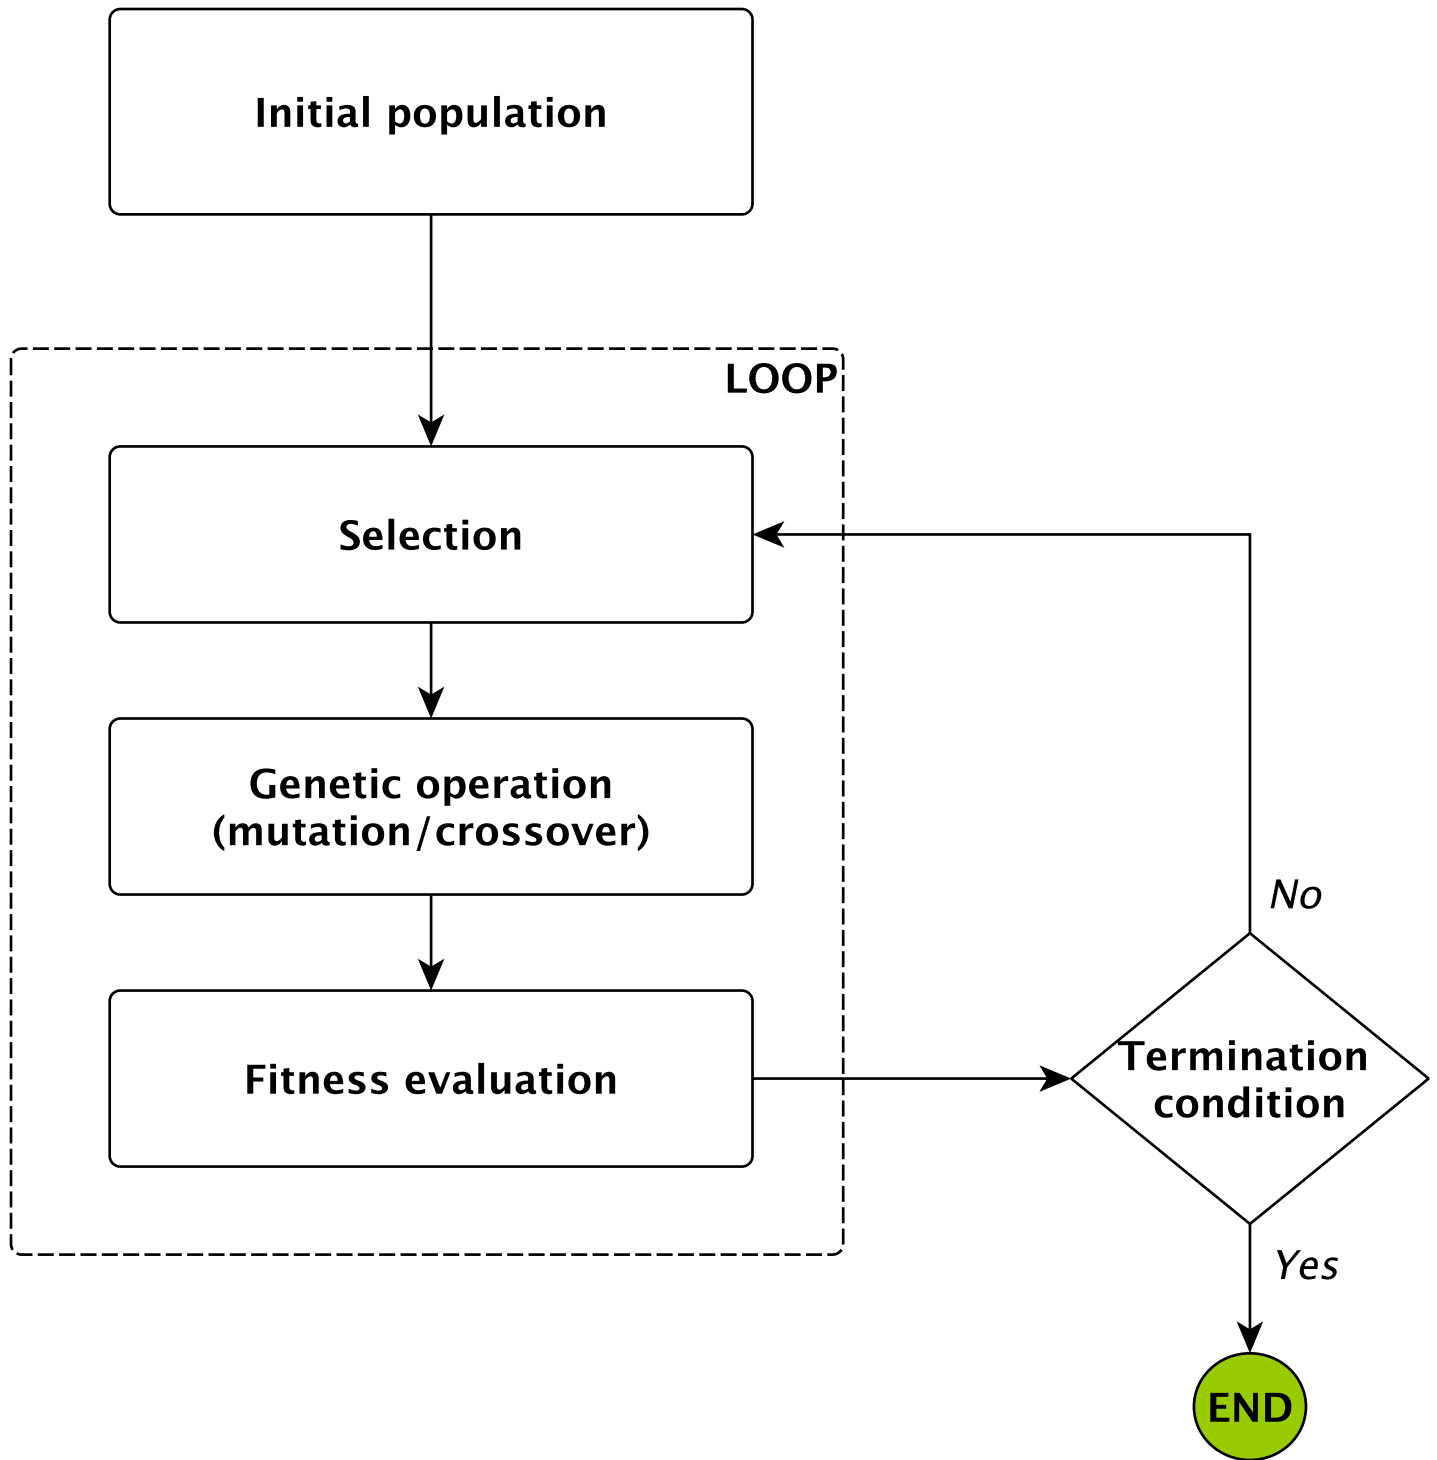 Initial population
LOOP
Selection
Genetic operation
(mutation/crossover)
No
Fitness evaluation
Termination
condition
Yes
END